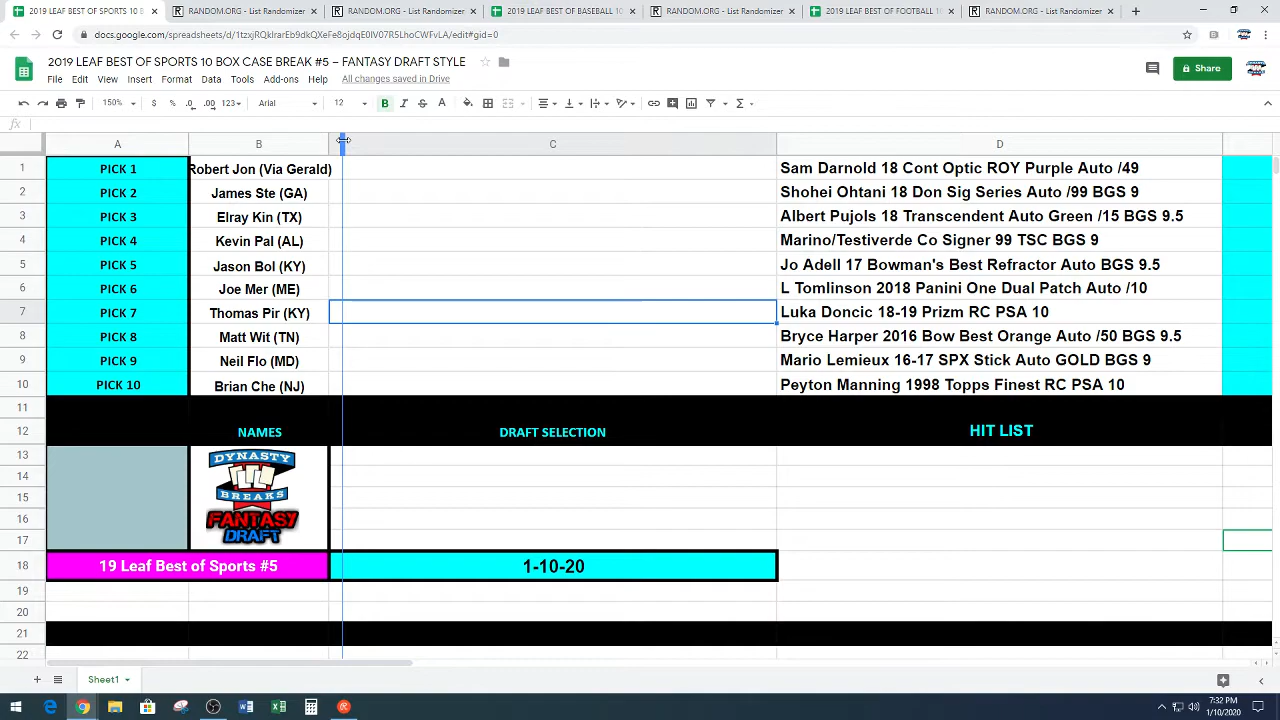 2019 LEAF BEST OF SPORTS 10 B
RANDOM.ORG - List Randomizer
RANDOM.ORG - List Randomizer
2019 LEAF BEST OF BASEBALL 10
RANDOM.ORG - List Randomizer
2019 LEAF BEST OF FOOTBALL 10
RANDOM.ORG - List Randomizer
2019 LEAF BEST OF SPORTS 10 BOX CASE BREAK #5 – FANTASY DRAFT STYLE
File Edit View Insert Format Data Tools Add-ons Help All changes saved in Drive
Share
150% $ % .0 .00 123 Arial 12 B I S A
fx
A B C D
1 PICK 1 Robert Jon (Via Gerald) Sam Darnold 18 Cont Optic ROY Purple Auto /49
2 PICK 2 James Ste (GA) Shohei Ohtani 18 Don Sig Series Auto /99 BGS 9
3 PICK 3 Elray Kin (TX) Albert Pujols 18 Transcendent Auto Green /15 BGS 9.5
4 PICK 4 Kevin Pal (AL) Marino/Testiverde Co Signer 99 TSC BGS 9
5 PICK 5 Jason Bol (KY) Jo Adell 17 Bowman's Best Refractor Auto BGS 9.5
6 PICK 6 Joe Mer (ME) L Tomlinson 2018 Panini One Dual Patch Auto /10
7 PICK 7 Thomas Pir (KY) Luka Doncic 18-19 Prizm RC PSA 10
8 PICK 8 Matt Wit (TN) Bryce Harper 2016 Bow Best Orange Auto /50 BGS 9.5
9 PICK 9 Neil Flo (MD) Mario Lemieux 16-17 SPX Stick Auto GOLD BGS 9
10 PICK 10 Brian Che (NJ) Peyton Manning 1998 Topps Finest RC PSA 10
11
12 NAMES DRAFT SELECTION HIT LIST
13
14
15
16
17
DYNASTY
BREAKS
FANTASY
DRAFT
18 19 Leaf Best of Sports #5 1-10-20
19
20
21
22
Sheet1
7:32 PM
1/10/2020